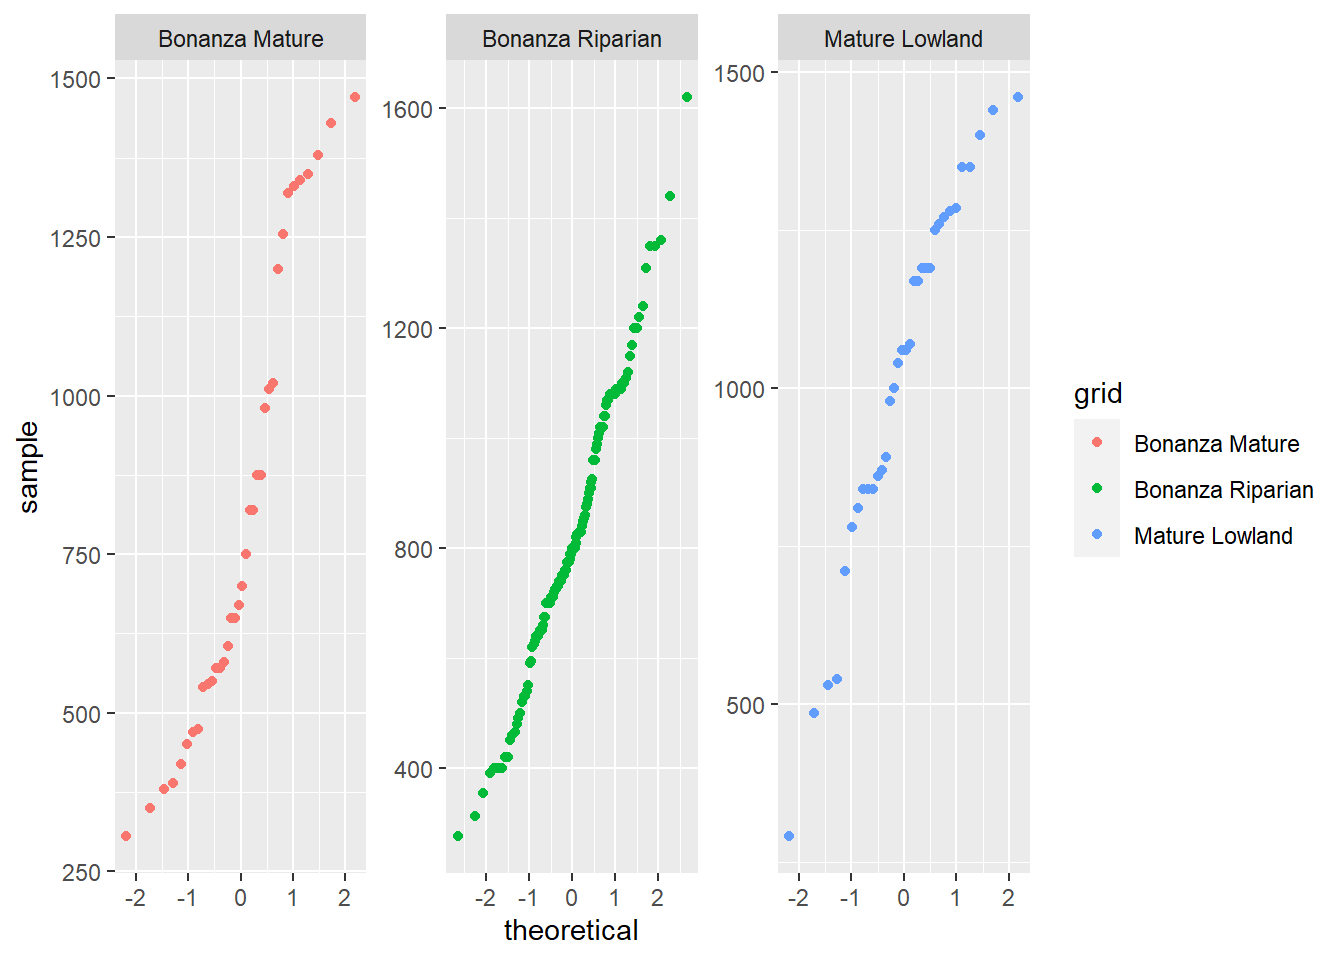 Bonanza Mature
Bonanza Riparian
Mature Lowland
1500
1250
1000
750
500
250
1600
1200
800
400
1500
1000
500
sample
-2 -1 0 1 2
-2 -1 0 1 2
-2 -1 0 1 2
theoretical
grid
Bonanza Mature
Bonanza Riparian
Mature Lowland